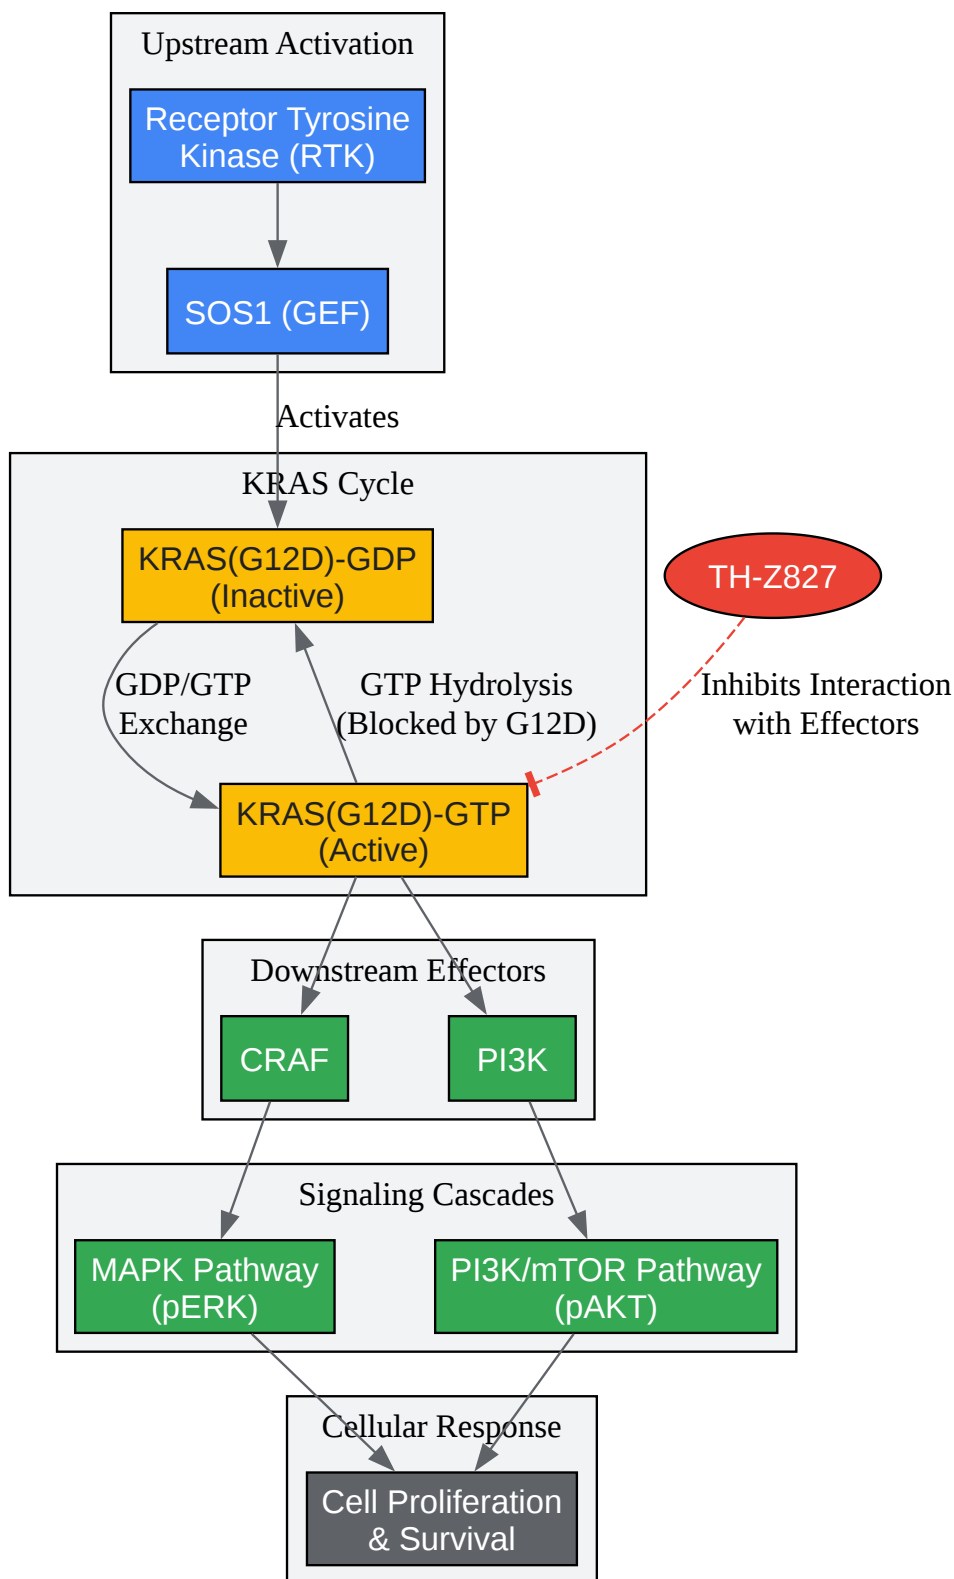 Upstream Activation
Receptor Tyrosine
Kinase (RTK)
SOS1 (GEF)
Activates
KRAS Cycle
KRAS(G12D)-GDP
(Inactive)
TH-Z827
GDP/GTP
Exchange
GTP Hydrolysis
(Blocked by G12D)
Inhibits Interaction
with Effectors
KRAS(G12D)-GTP
(Active)
Downstream Effectors
CRAF
PI3K
Signaling Cascades
MAPK Pathway
(pERK)
PI3K/mTOR Pathway
(pAKT)
Cellular Response
Cell Proliferation
& Survival